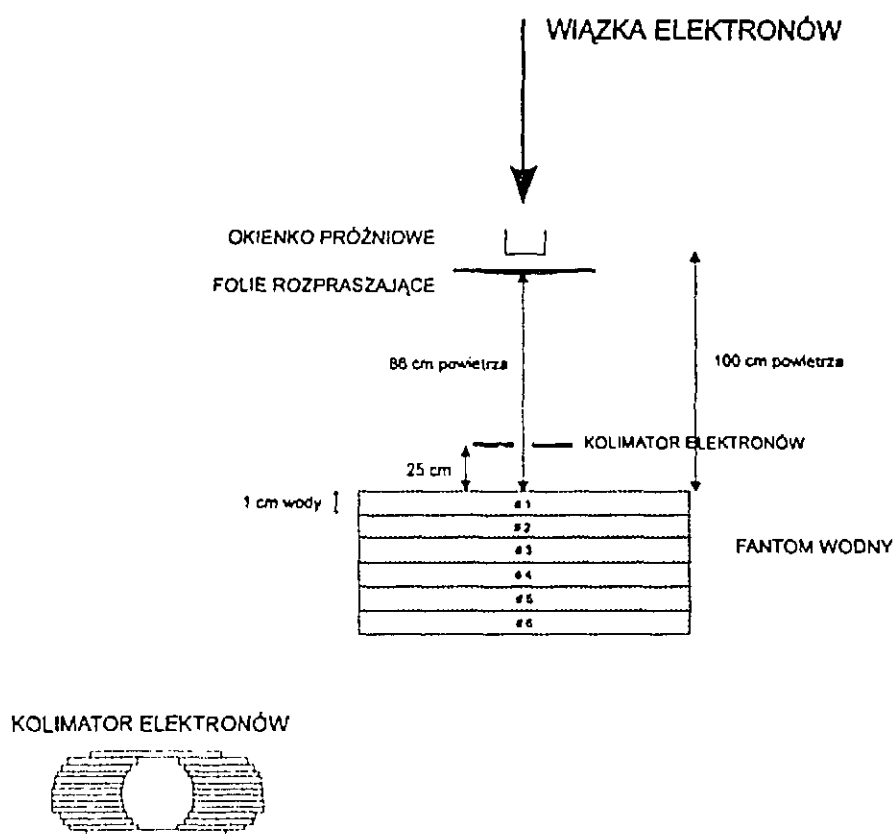 WIĄZKA ELEKTRONÓW
OKIENKO PRÓŻNIOWE
FOLIE ROZPRASZAJĄCE
88 cm powietrza
100 cm powietrza
KOLIMATOR ELEKTRONÓW
25 cm
1 cm wody
# 1
# 2
# 3
# 4
# 5
# 6
FANTOM WODNY
KOLIMATOR ELEKTRONÓW